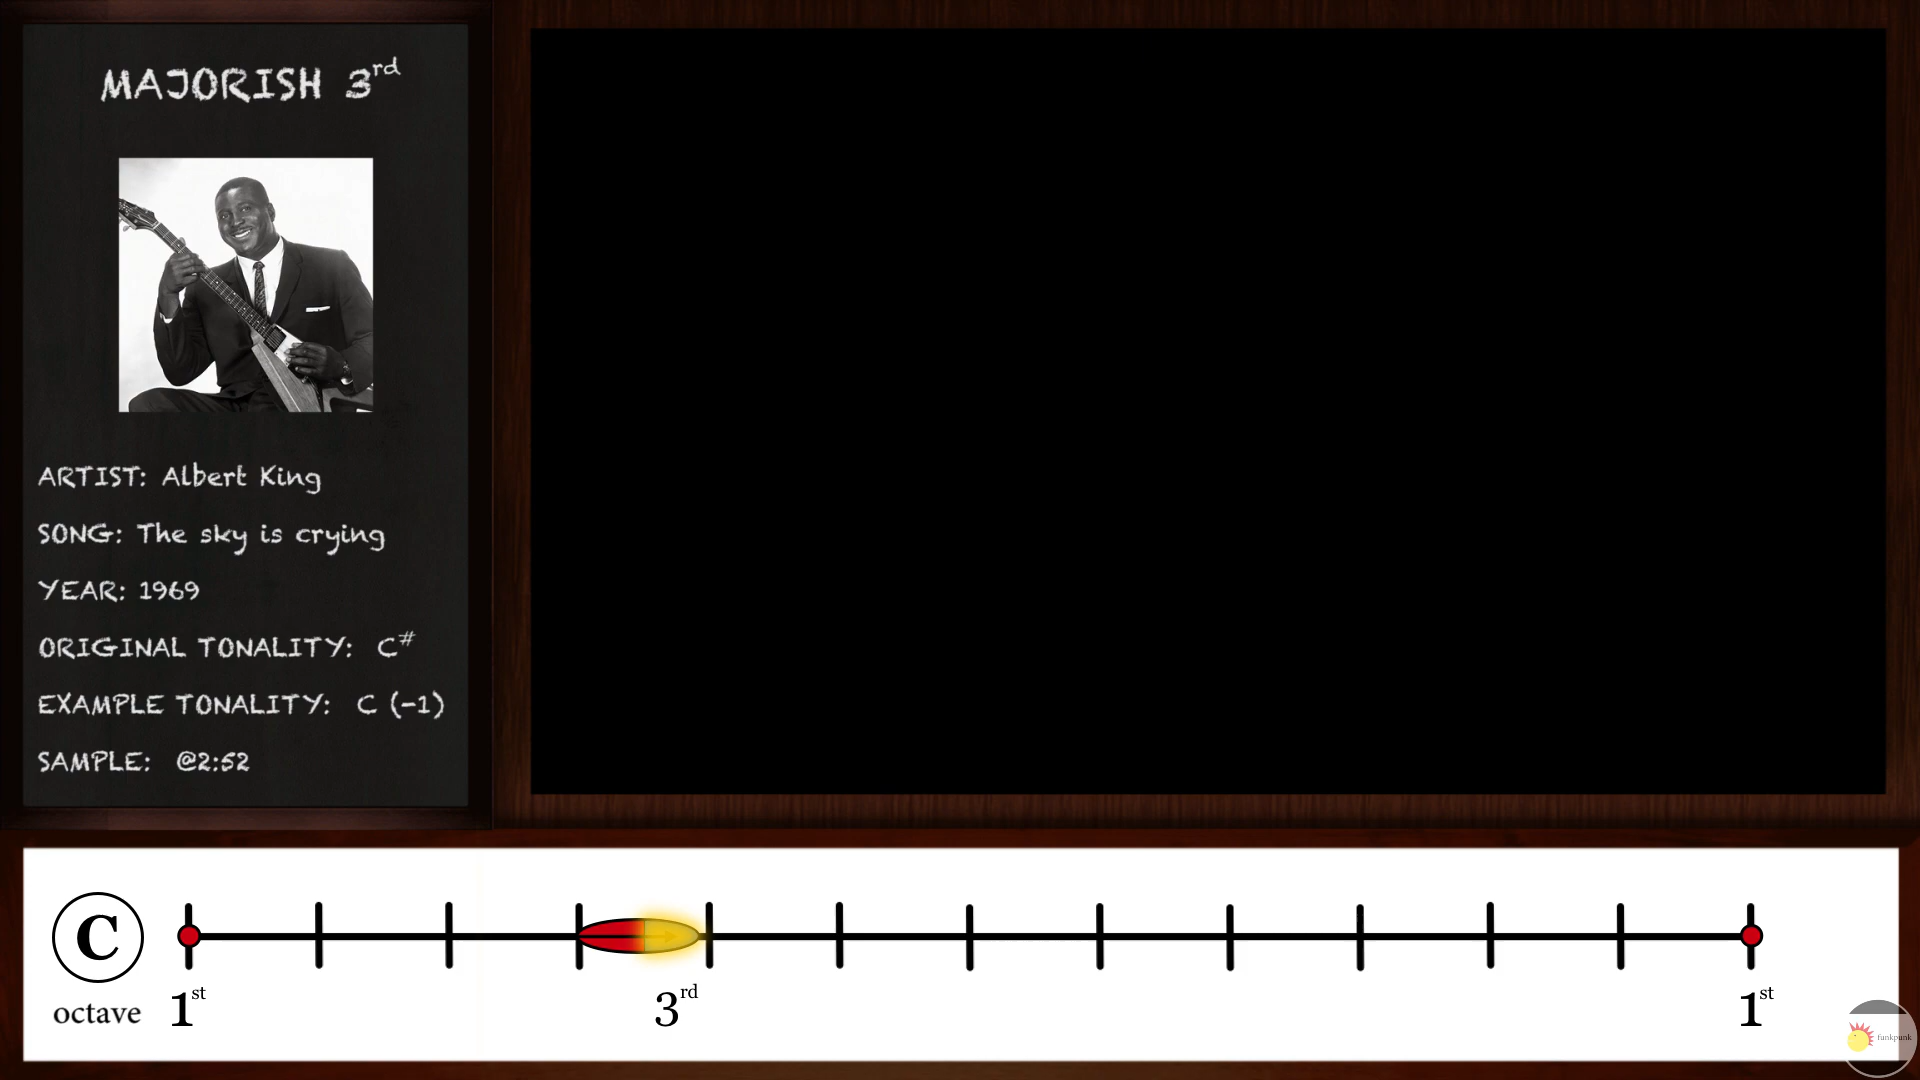 MAJORISH 3rd
ARTIST: Albert King
SONG: The sky is crying
YEAR: 1969
ORIGINAL TONALITY: C#
EXAMPLE TONALITY: C (-1)
SAMPLE: @2:52
C
octave 1st 3rd 1st
funkpunk